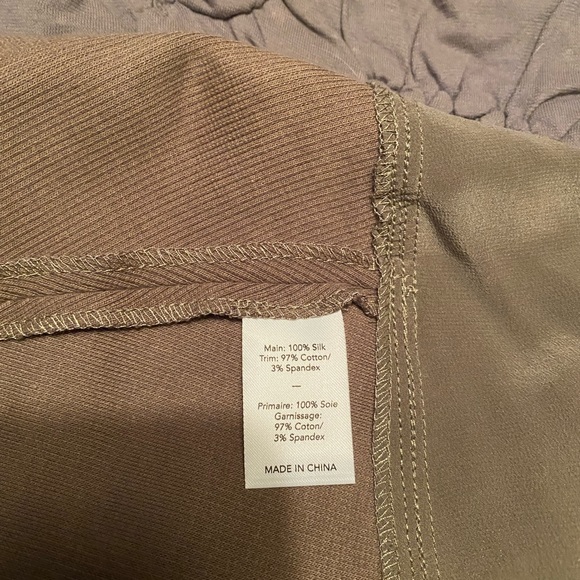 Main: 100% Silk
Trim: 97% Cotton/
3% Spandex
—
Primaire: 100% Soie
Garnissage:
97% Coton/
3% Spandex
MADE IN CHINA